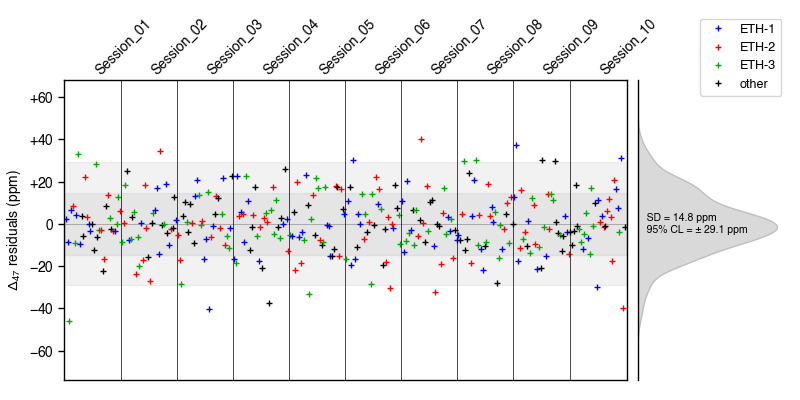 Session_01
Session_02
Session_03
Session_04
Session_05
Session_06
Session_07
Session_08
Session_09
Session_10
ETH-1
ETH-2
ETH-3
other
+60
+40
+20
0
−20
−40
−60
Δ47 residuals (ppm)
SD = 14.8 ppm
95% CL = ± 29.1 ppm